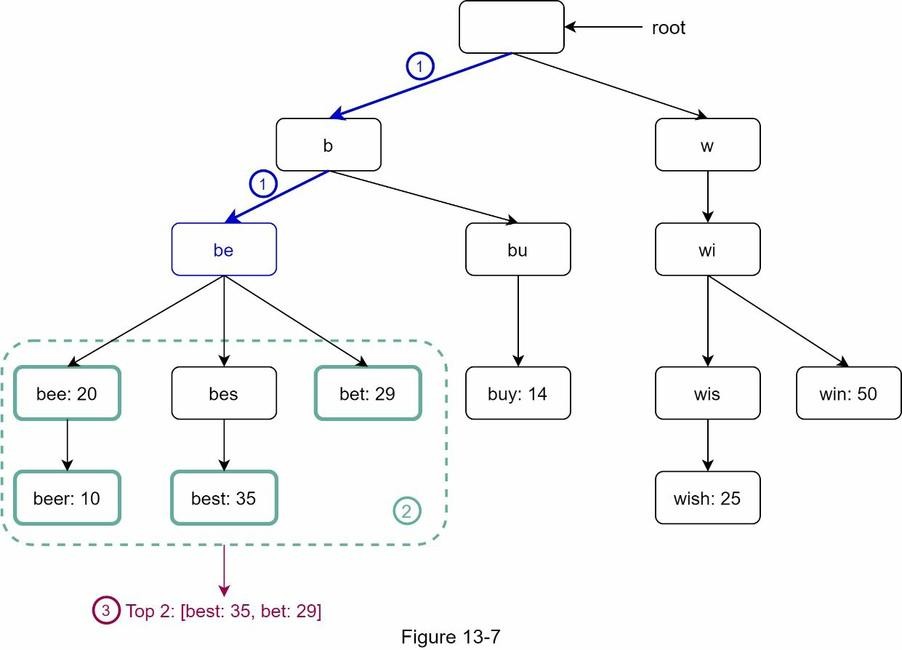 root
1
b
w
1
be
bu
wi
bee: 20
bes
bet: 29
buy: 14
wis
win: 50
beer: 10
best: 35
2
wish: 25
3 Top 2: [best: 35, bet: 29]
Figure 13-7